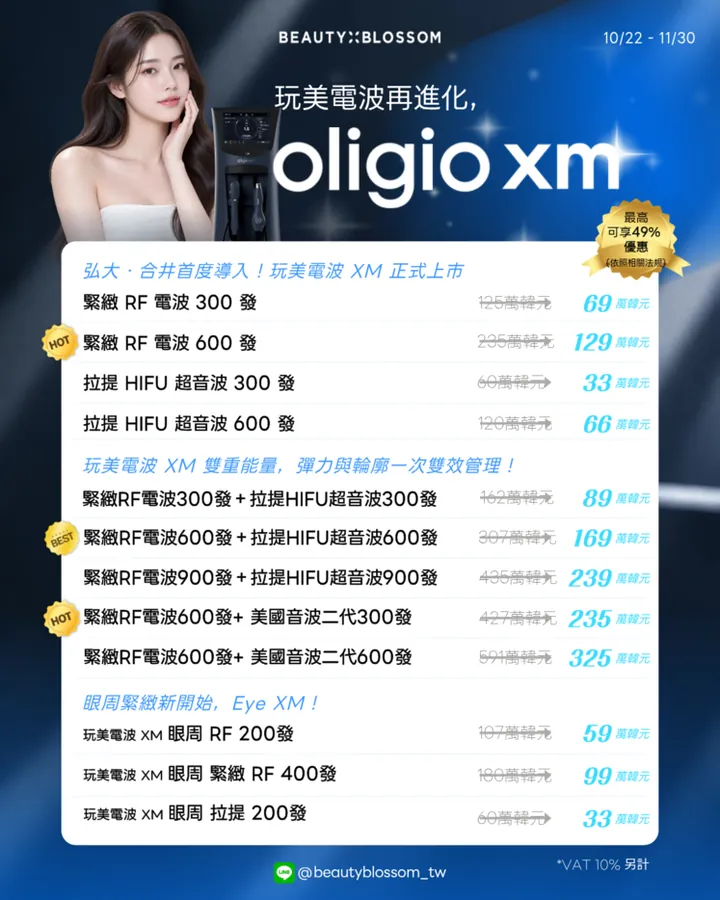 BEAUTY BLOSSOM
10/22 - 11/30
玩美電波再進化,
oligio xm
最高
可享49%
優惠
(依照相關法規)
弘大・合井首度導入！玩美電波 XM 正式上市
緊緻 RF 電波 300 發 125萬韓元 69 萬韓元
HOT 緊緻 RF 電波 600 發 235萬韓元 129 萬韓元
拉提 HIFU 超音波 300 發 60萬韓元 33 萬韓元
拉提 HIFU 超音波 600 發 120萬韓元 66 萬韓元
玩美電波 XM 雙重能量，彈力與輪廓一次雙效管理！
緊緻RF電波300發+拉提HIFU超音波300發 162萬韓元 89 萬韓元
BEST 緊緻RF電波600發+拉提HIFU超音波600發 307萬韓元 169 萬韓元
緊緻RF電波900發+拉提HIFU超音波900發 435萬韓元 239 萬韓元
HOT 緊緻RF電波600發+ 美國音波二代300發 427萬韓元 235 萬韓元
緊緻RF電波600發+ 美國音波二代600發 591萬韓元 325 萬韓元
眼周緊緻新開始，Eye XM！
玩美電波 XM 眼周 RF 200發 107萬韓元 59 萬韓元
玩美電波 XM 眼周 緊緻 RF 400發 180萬韓元 99 萬韓元
玩美電波 XM 眼周 拉提 200發 60萬韓元 33 萬韓元
*VAT 10% 另計
LINE @beautyblossom_tw